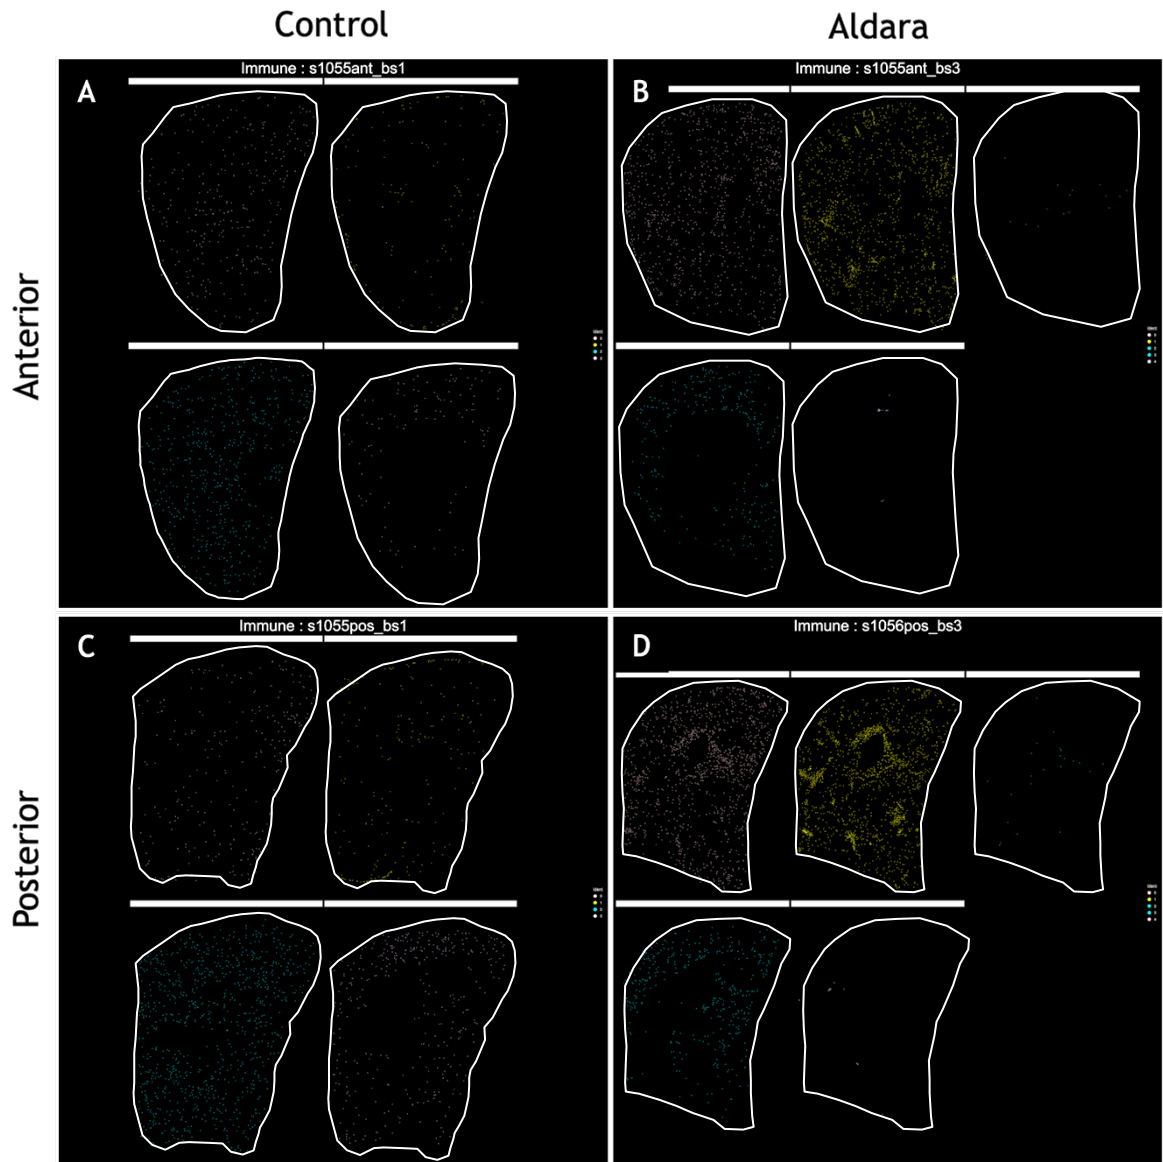 Control
Aldara
Anterior
A
Immune : s1055ant_bs1
B
Immune : s1055ant_bs3
Posterior
C
Immune : s1055pos_bs1
D
Immune : s1056pos_bs3